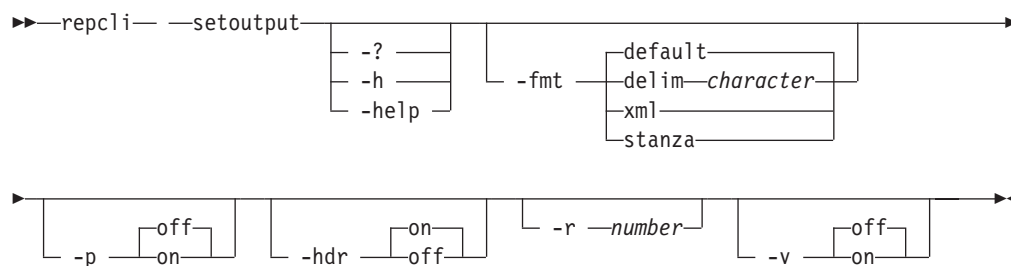 repcli setoutput
-?
-h
-help
-fmt
default
delim character
xml
stanza
-p
off
on
-hdr
on
off
-r number
-v
off
on